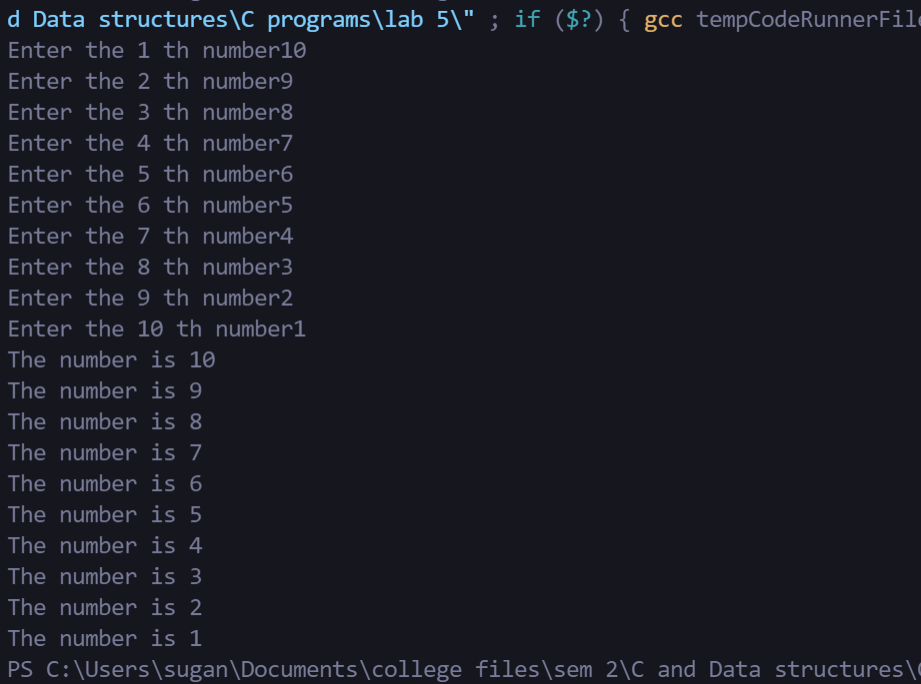 d Data structures\C programs\lab 5\" ; if ($?) { gcc tempCodeRunnerFil
Enter the 1 th number10
Enter the 2 th number9
Enter the 3 th number8
Enter the 4 th number7
Enter the 5 th number6
Enter the 6 th number5
Enter the 7 th number4
Enter the 8 th number3
Enter the 9 th number2
Enter the 10 th number1
The number is 10
The number is 9
The number is 8
The number is 7
The number is 6
The number is 5
The number is 4
The number is 3
The number is 2
The number is 1
PS C:\Users\sugan\Documents\college files\sem 2\C and Data structures\